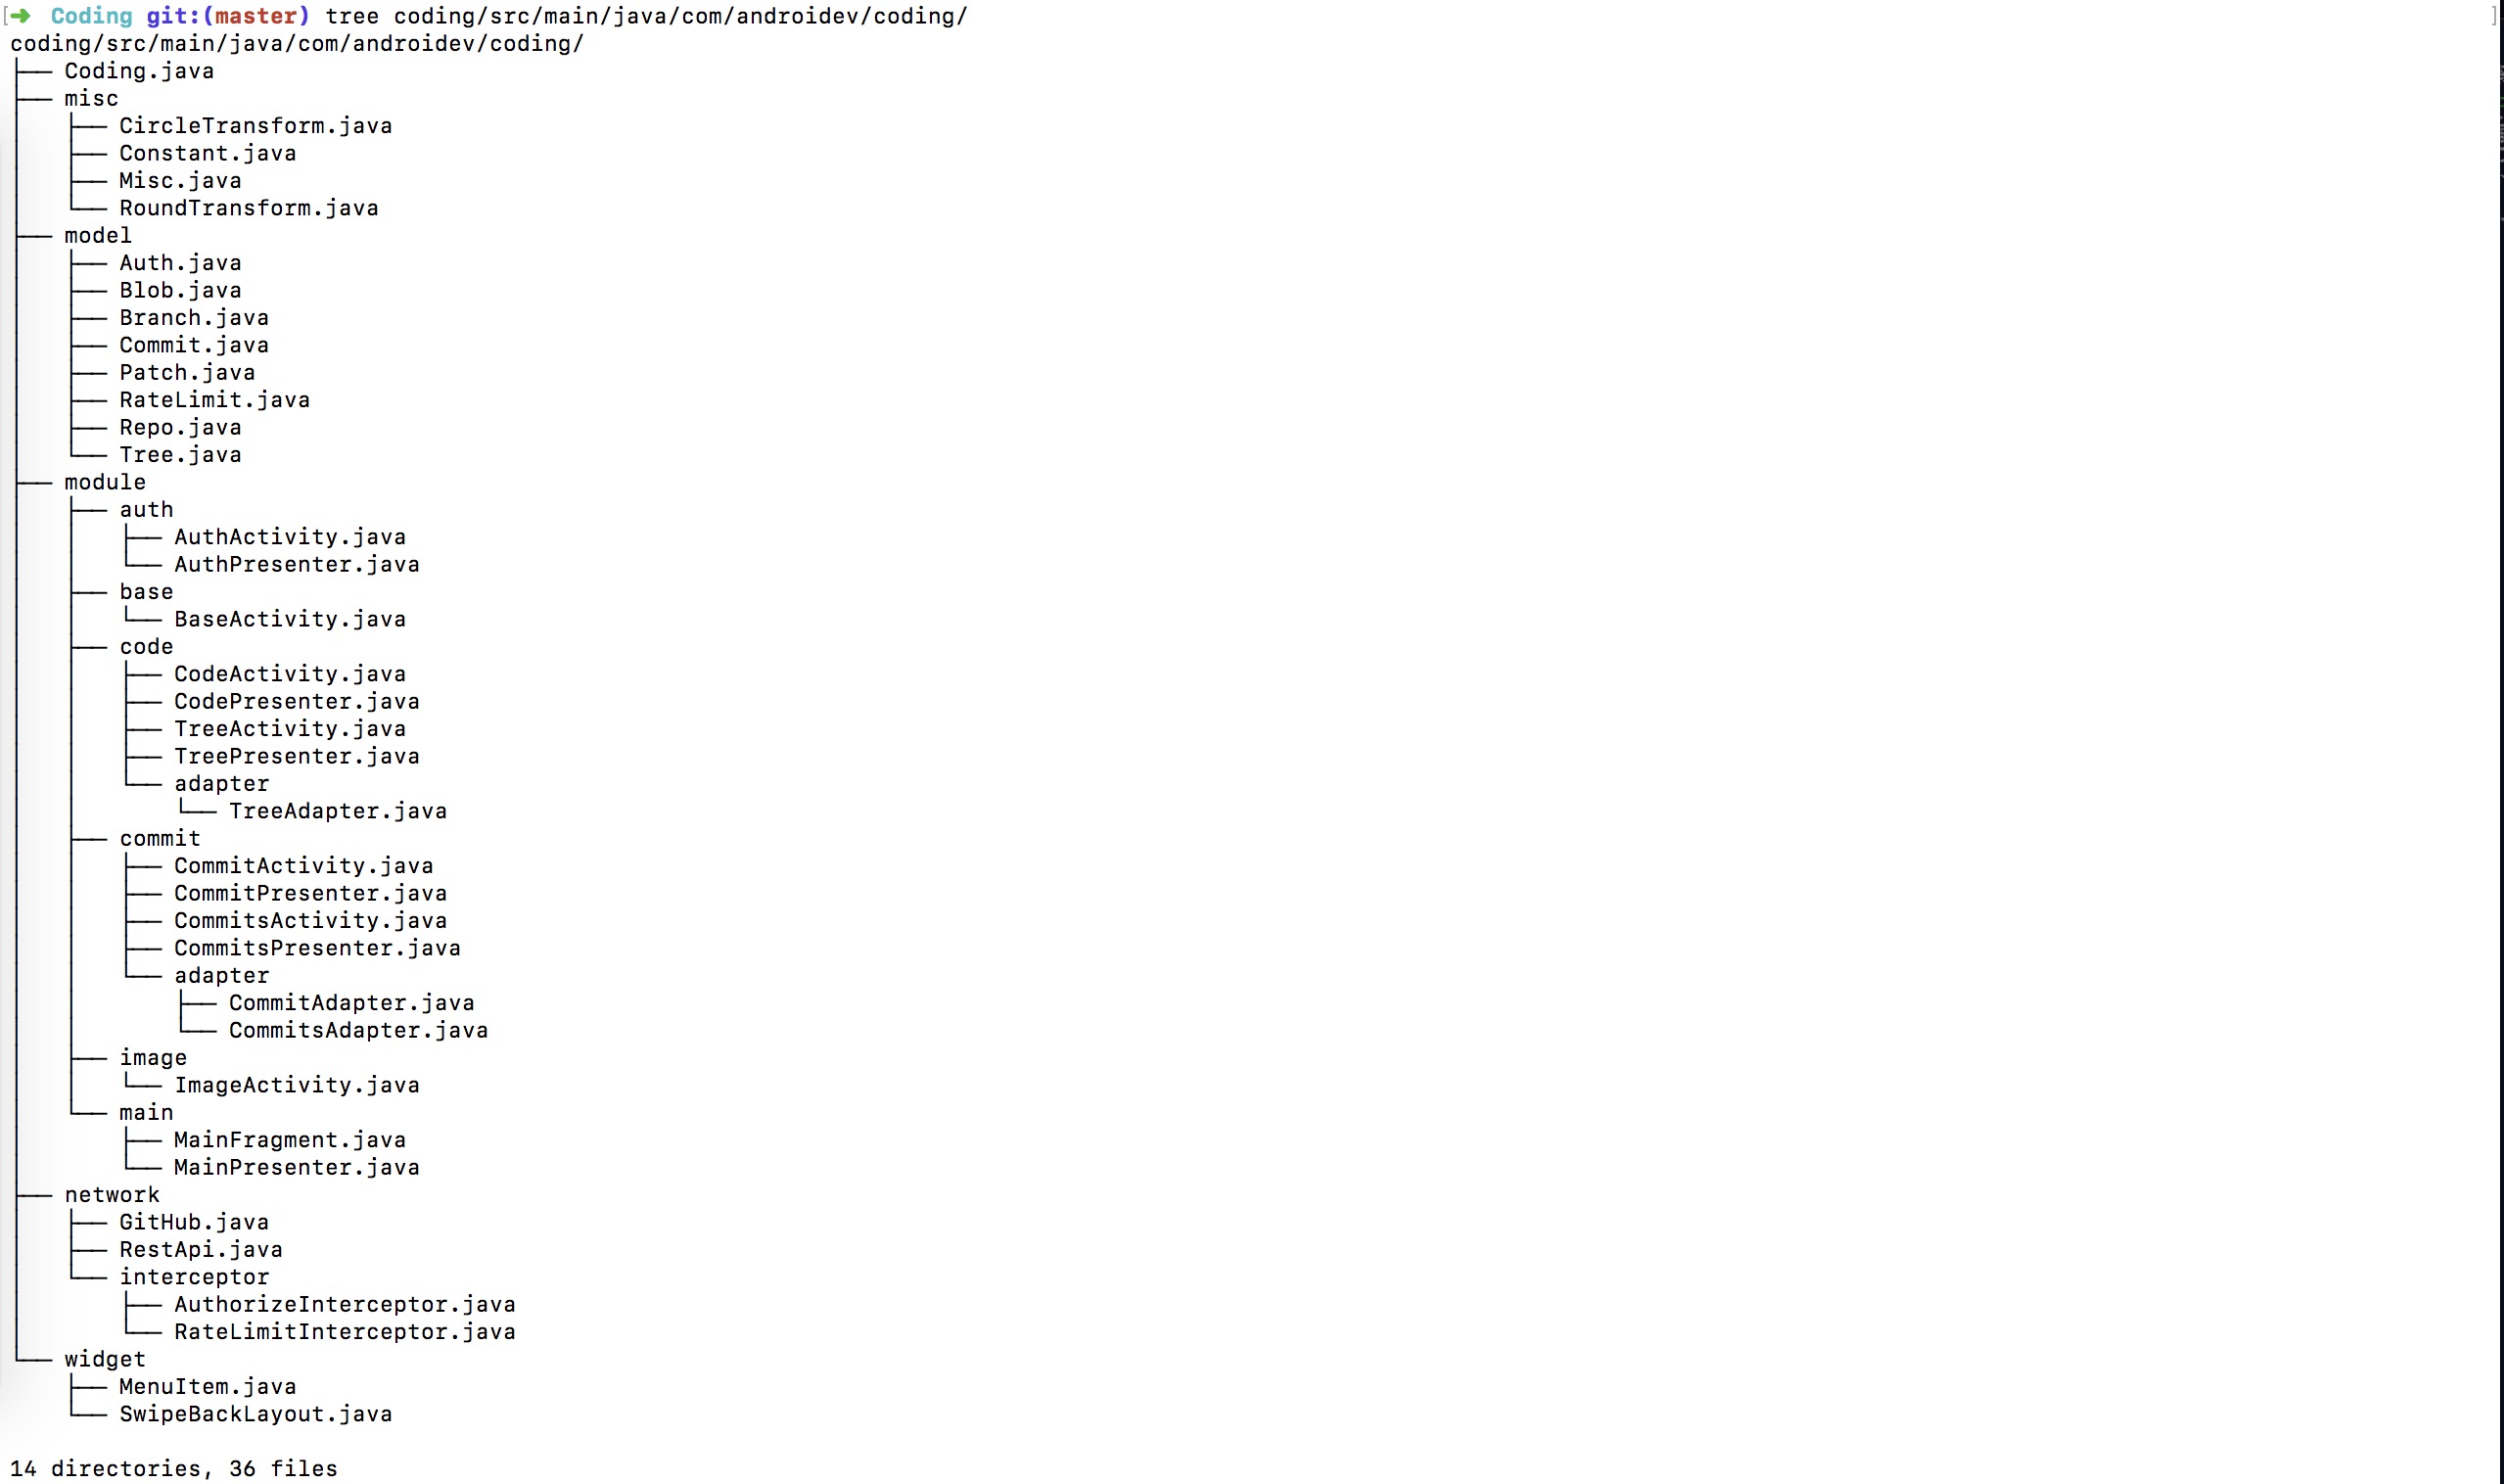 [➜  Coding git:(master) tree coding/src/main/java/com/androidev/coding/ ]
coding/src/main/java/com/androidev/coding/
├── Coding.java
├── misc
│   ├── CircleTransform.java
│   ├── Constant.java
│   ├── Misc.java
│   └── RoundTransform.java
├── model
│   ├── Auth.java
│   ├── Blob.java
│   ├── Branch.java
│   ├── Commit.java
│   ├── Patch.java
│   ├── RateLimit.java
│   ├── Repo.java
│   └── Tree.java
├── module
│   ├── auth
│   │   ├── AuthActivity.java
│   │   └── AuthPresenter.java
│   ├── base
│   │   └── BaseActivity.java
│   ├── code
│   │   ├── CodeActivity.java
│   │   ├── CodePresenter.java
│   │   ├── TreeActivity.java
│   │   ├── TreePresenter.java
│   │   └── adapter
│   │       └── TreeAdapter.java
│   ├── commit
│   │   ├── CommitActivity.java
│   │   ├── CommitPresenter.java
│   │   ├── CommitsActivity.java
│   │   ├── CommitsPresenter.java
│   │   └── adapter
│   │       ├── CommitAdapter.java
│   │       └── CommitsAdapter.java
│   ├── image
│   │   └── ImageActivity.java
│   └── main
│       ├── MainFragment.java
│       └── MainPresenter.java
├── network
│   ├── GitHub.java
│   ├── RestApi.java
│   └── interceptor
│       ├── AuthorizeInterceptor.java
│       └── RateLimitInterceptor.java
└── widget
    ├── MenuItem.java
    └── SwipeBackLayout.java

14 directories, 36 files